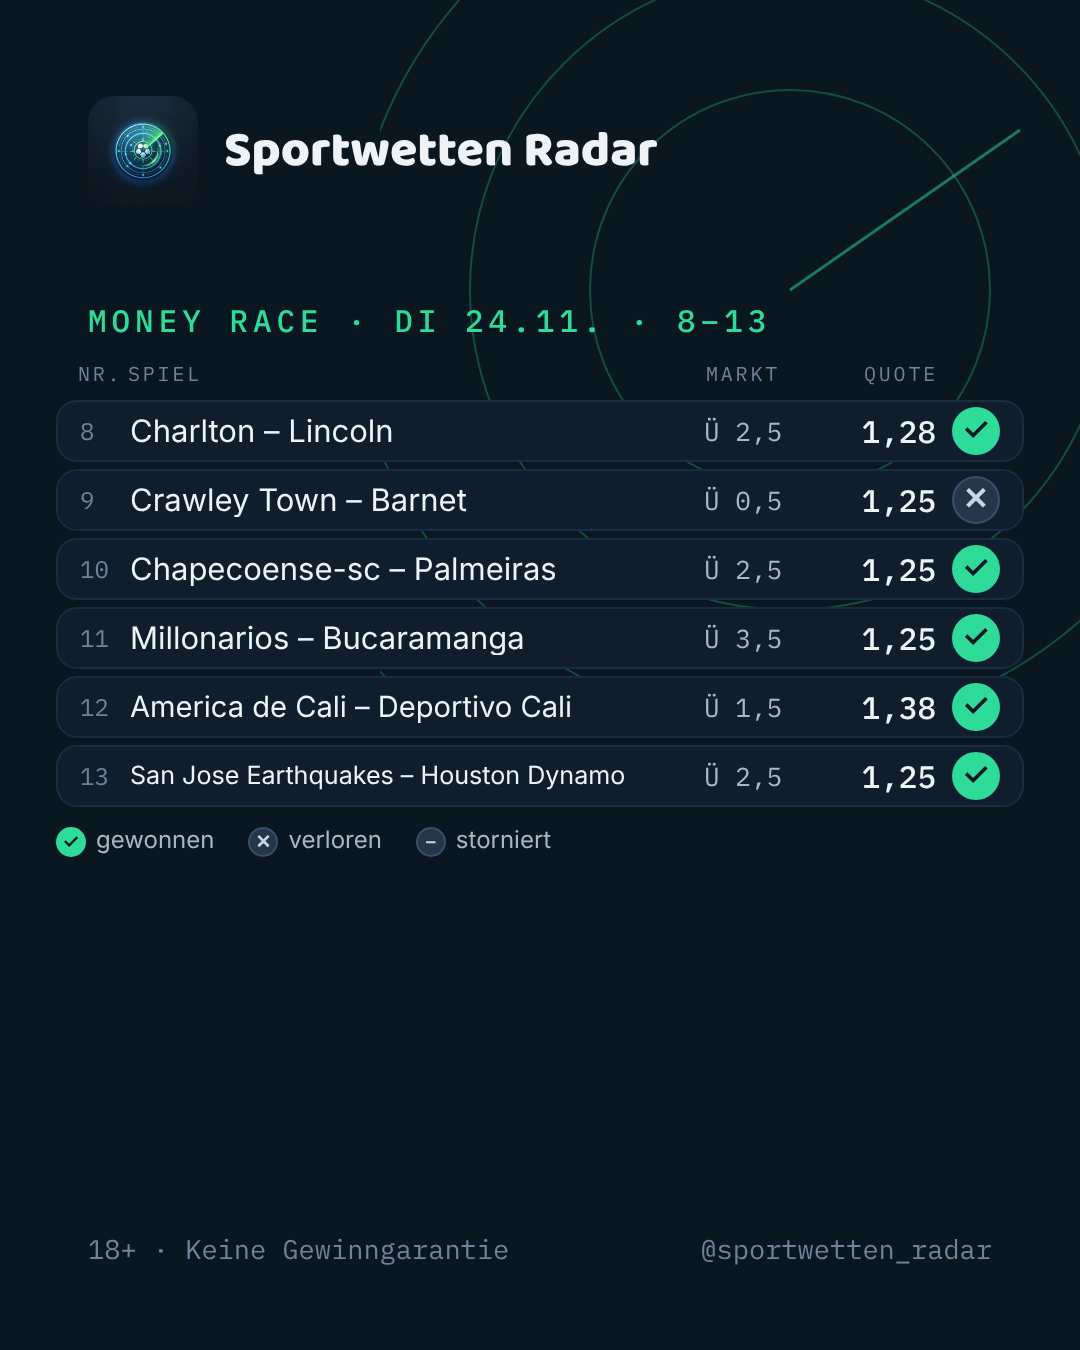 Sportwetten Radar
MONEY RACE · DI 24.11. · 8–13
NR. SPIEL MARKT QUOTE
8 Charlton – Lincoln Ü 2,5 1,28
9 Crawley Town – Barnet Ü 0,5 1,25
10 Chapecoense-sc – Palmeiras Ü 2,5 1,25
11 Millonarios – Bucaramanga Ü 3,5 1,25
12 America de Cali – Deportivo Cali Ü 1,5 1,38
13 San Jose Earthquakes – Houston Dynamo Ü 2,5 1,25
gewonnen verloren storniert
18+ · Keine Gewinngarantie @sportwetten_radar